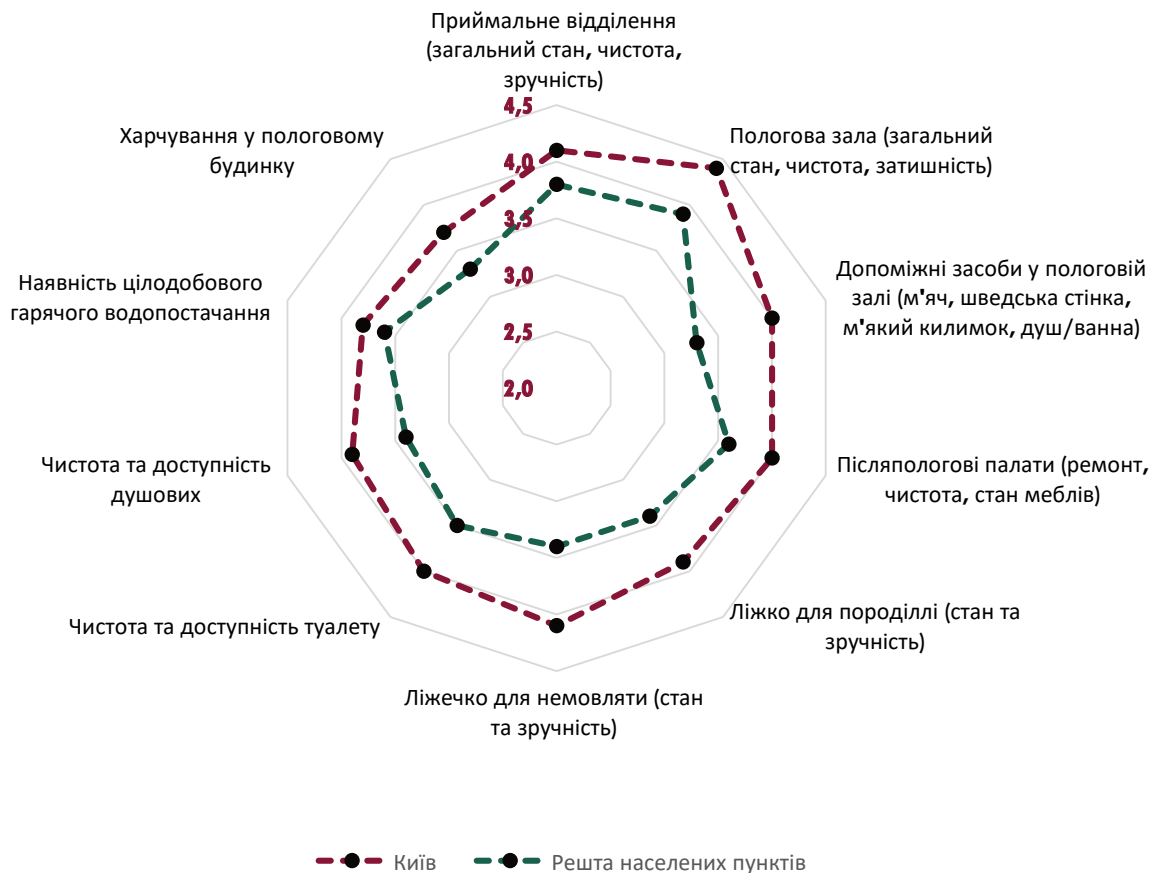 Приймальне відділення
(загальний стан, чистота,
зручність)
4,5
4,0
3,5
3,0
2,5
2,0
Пологова зала (загальний
стан, чистота, затишність)
Допоміжні засоби у пологовій
залі (м'яч, шведська стінка,
м'який килимок, душ/ванна)
Післяпологові палати (ремонт,
чистота, стан меблів)
Ліжко для породіллі (стан та
зручність)
Ліжечко для немовляти (стан
та зручність)
Чистота та доступність туалету
Чистота та доступність
душових
Наявність цілодобового
гарячого водопостачання
Харчування у пологовому
будинку
Київ
Решта населених пунктів